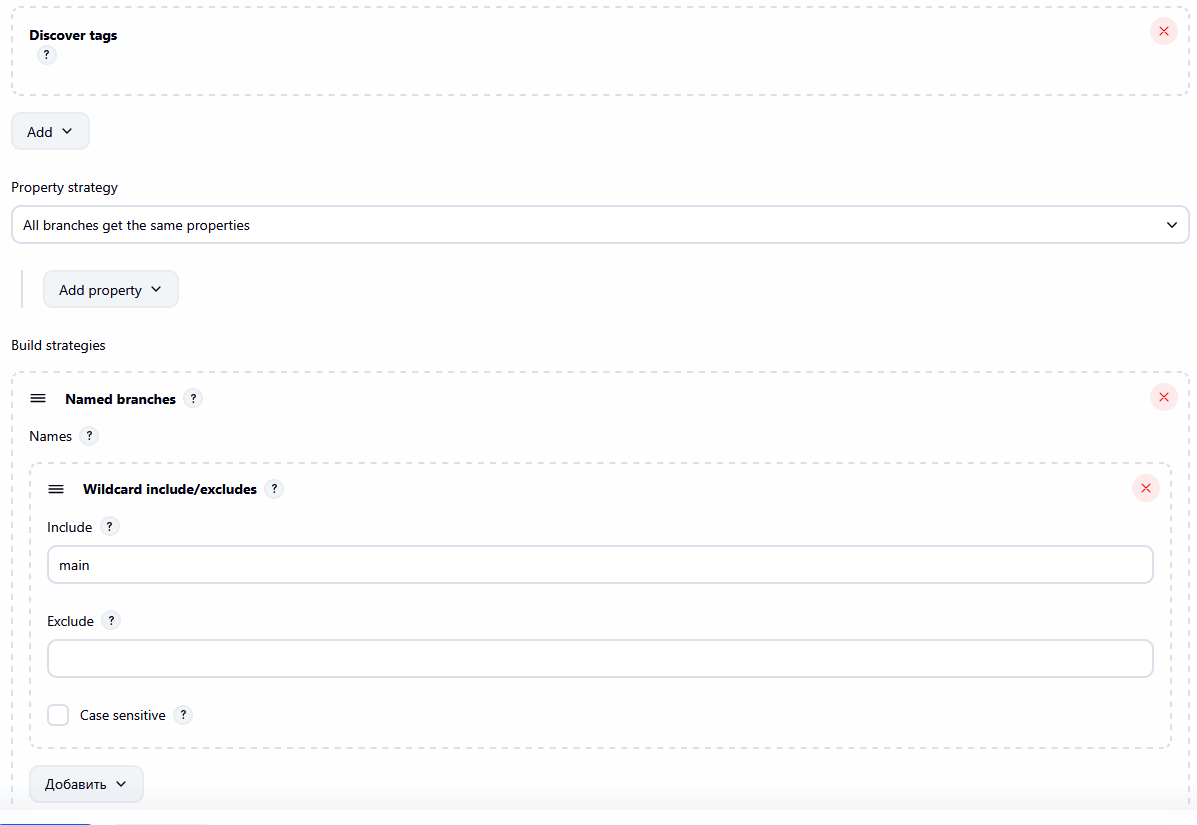 Discover tags
?
Add
Property strategy
All branches get the same properties
Add property
Build strategies
Named branches ?
Names ?
Wildcard include/excludes ?
Include ?
main
Exclude ?
Case sensitive ?
Добавить